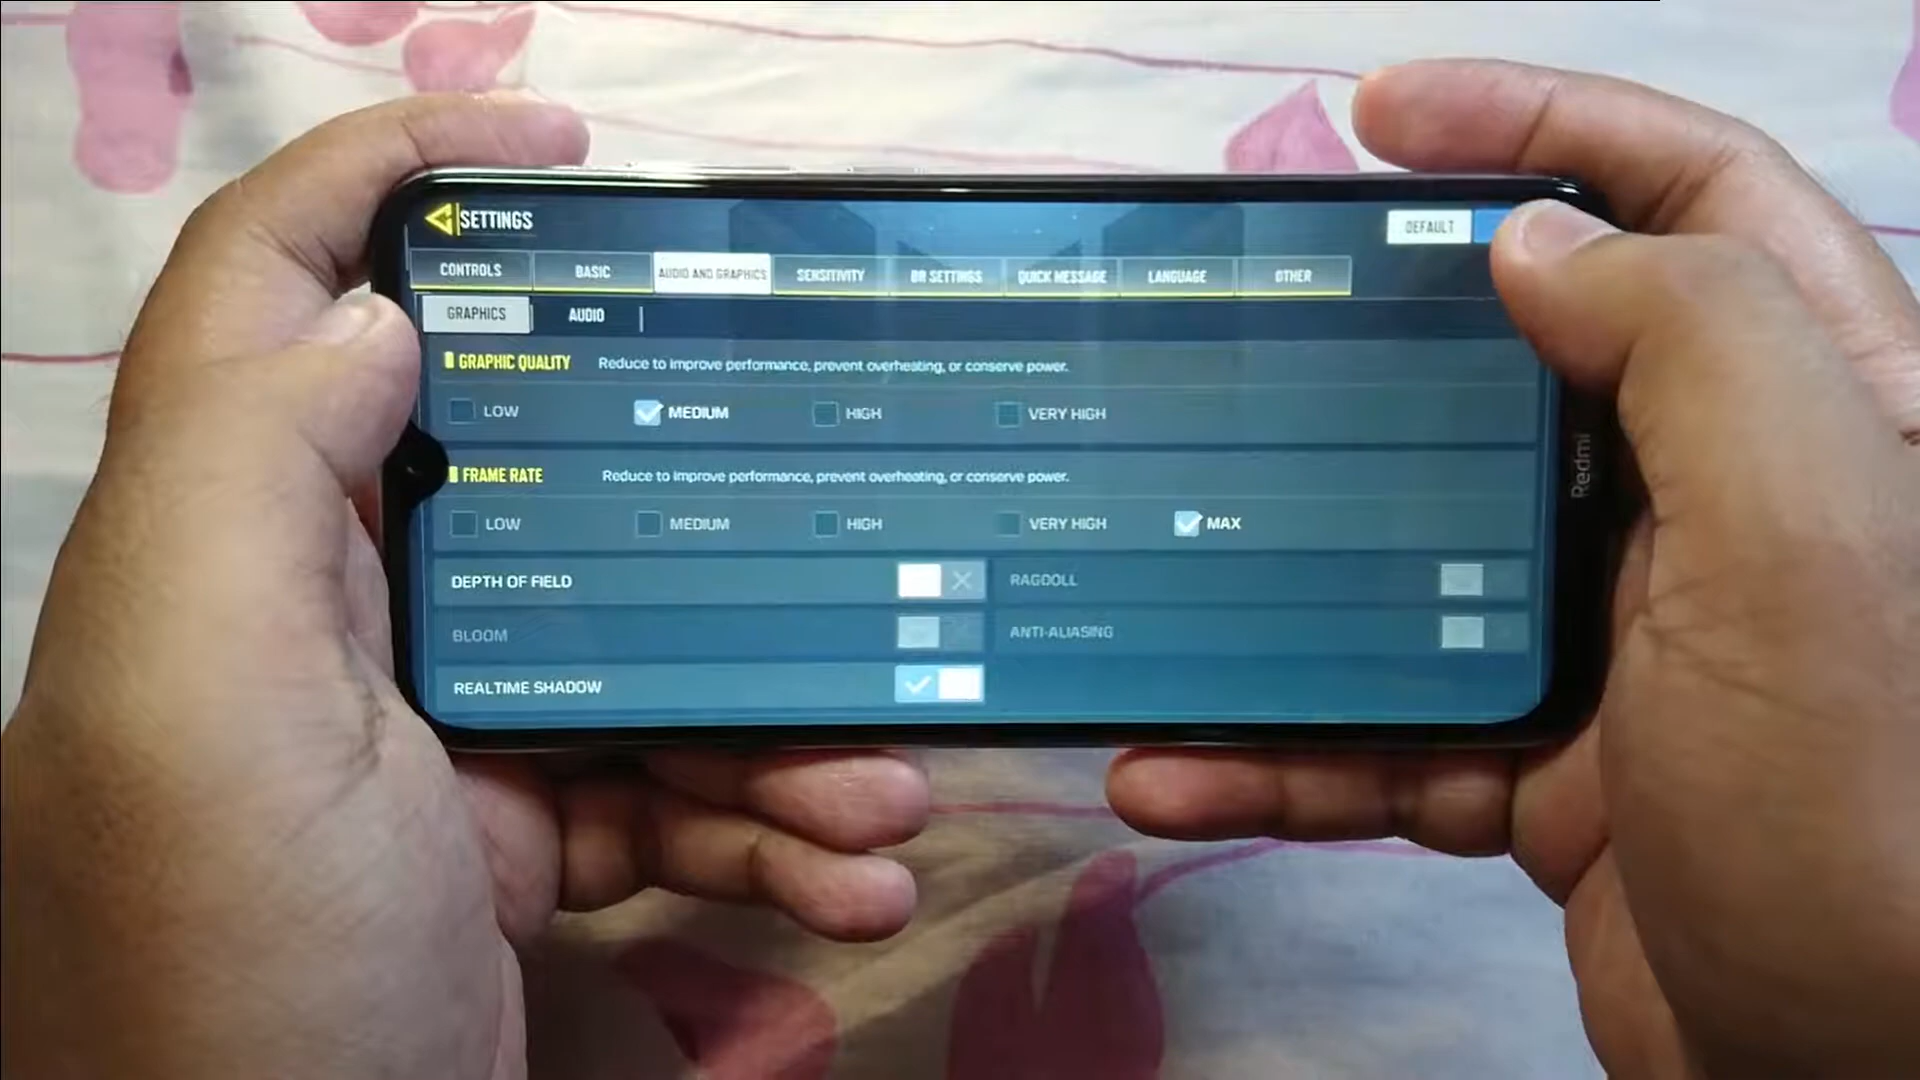 SETTINGS
DEFAULT
CONTROLS BASIC AUDIO AND GRAPHICS SENSITIVITY BR SETTINGS QUICK MESSAGE LANGUAGE OTHER
GRAPHICS AUDIO
GRAPHIC QUALITY Reduce to improve performance, prevent overheating, or conserve power.
LOW MEDIUM HIGH VERY HIGH
FRAME RATE Reduce to improve performance, prevent overheating, or conserve power.
LOW MEDIUM HIGH VERY HIGH MAX
DEPTH OF FIELD RAGDOLL
BLOOM ANTI-ALIASING
REALTIME SHADOW
Redmi